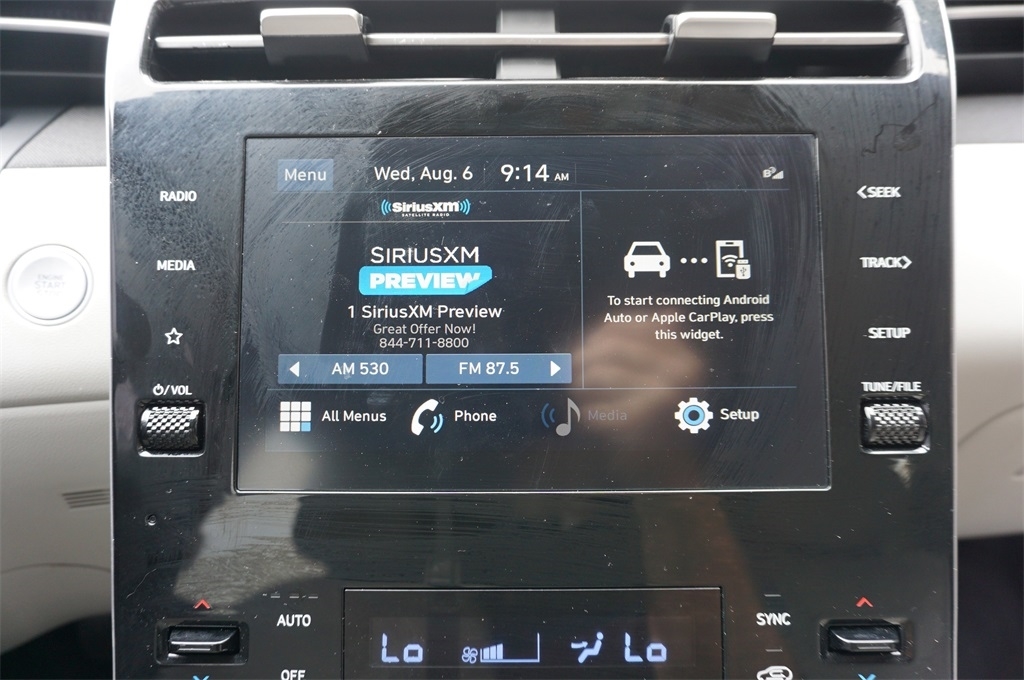 Menu Wed, Aug. 6 9:14 AM
SiriusXM
SATELLITE RADIO
SIRIUSXM
PREVIEW
1 SiriusXM Preview
Great Offer Now!
844-711-8800
AM 530 FM 87.5
To start connecting Android
Auto or Apple CarPlay, press
this widget.
All Menus Phone Media Setup
RADIO
MEDIA
VOL
SEEK
TRACK
SETUP
TUNE/FILE
ENGINE
START
AUTO
OFF
SYNC
Lo Lo